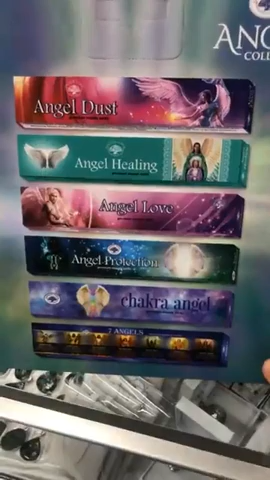 ANG
COLL
Angel Dust
Angel Healing
Angel Love
Angel Protection
chakra angel
7 ANGELS